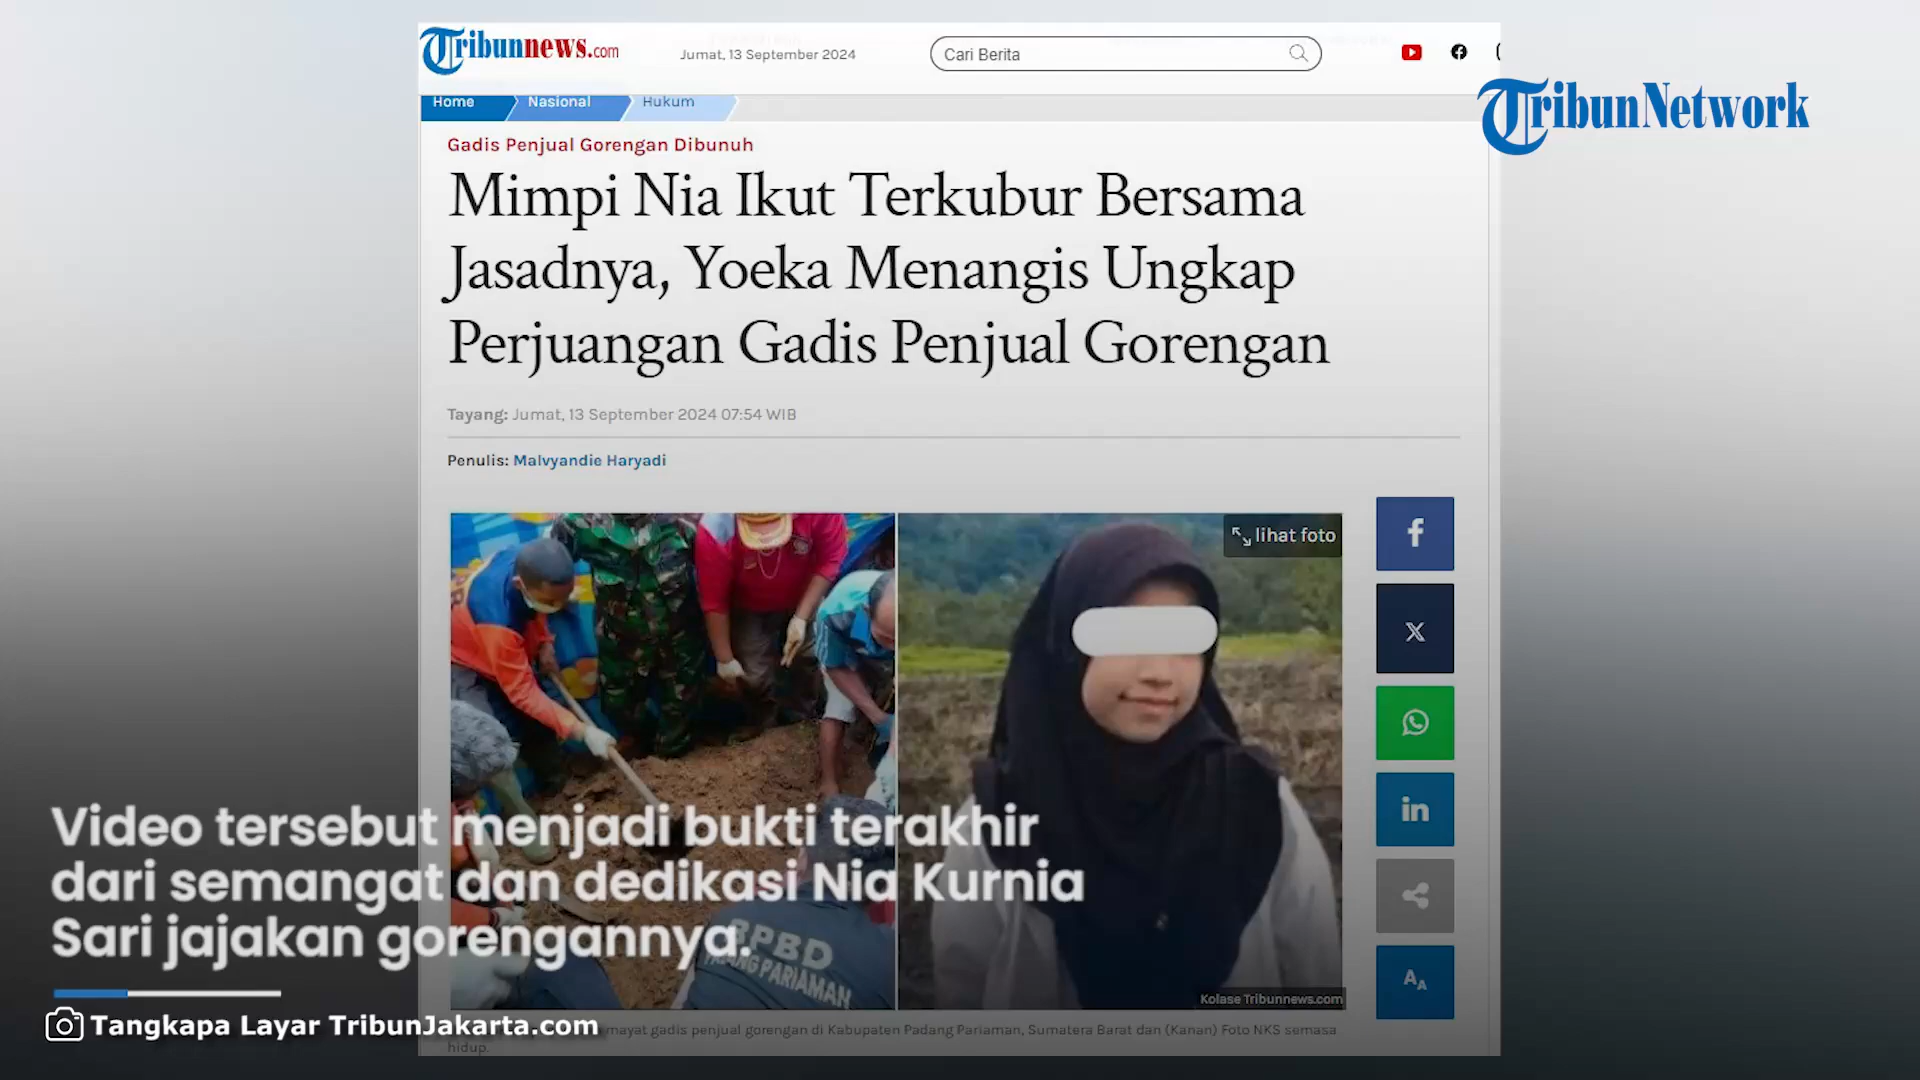 Tribunnews.com
Jumat, 13 September 2024
Cari Berita
TribunNetwork
Home
Nasional
Hukum
Gadis Penjual Gorengan Dibunuh
Mimpi Nia Ikut Terkubur Bersama
Jasadnya, Yoeka Menangis Ungkap
Perjuangan Gadis Penjual Gorengan
Tayang: Jumat, 13 September 2024 07:54 WIB
Penulis: Malvyandie Haryadi
lihat foto
Video tersebut menjadi bukti terakhir
dari semangat dan dedikasi Nia Kurnia
Sari jajakan gorengannya.
BPBD
PADANG PARIAMAN
Kolase Tribunnews.com
Tangkapa Layar TribunJakarta.com
mayat gadis penjual gorengan di Kabupaten Padang Pariaman, Sumatera Barat dan (Kanan) Foto NKS semasa
hidup.